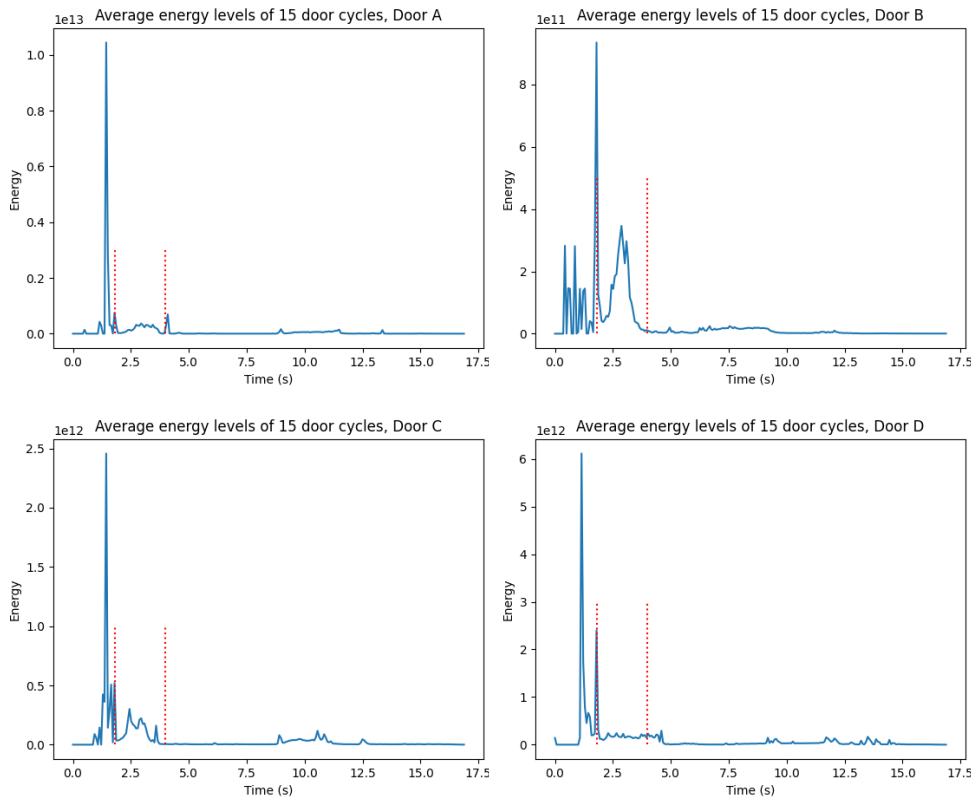 Average energy levels of 15 door cycles, Door A
1e13
1.0
0.8
0.6
0.4
0.2
0.0
Energy
0.0 2.5 5.0 7.5 10.0 12.5 15.0 17.5
Time (s)
Average energy levels of 15 door cycles, Door B
1e11
8
6
4
2
0
Energy
0.0 2.5 5.0 7.5 10.0 12.5 15.0 17.5
Time (s)
Average energy levels of 15 door cycles, Door C
1e12
2.5
2.0
1.5
1.0
0.5
0.0
Energy
0.0 2.5 5.0 7.5 10.0 12.5 15.0 17.5
Time (s)
Average energy levels of 15 door cycles, Door D
1e12
6
5
4
3
2
1
0
Energy
0.0 2.5 5.0 7.5 10.0 12.5 15.0 17.5
Time (s)